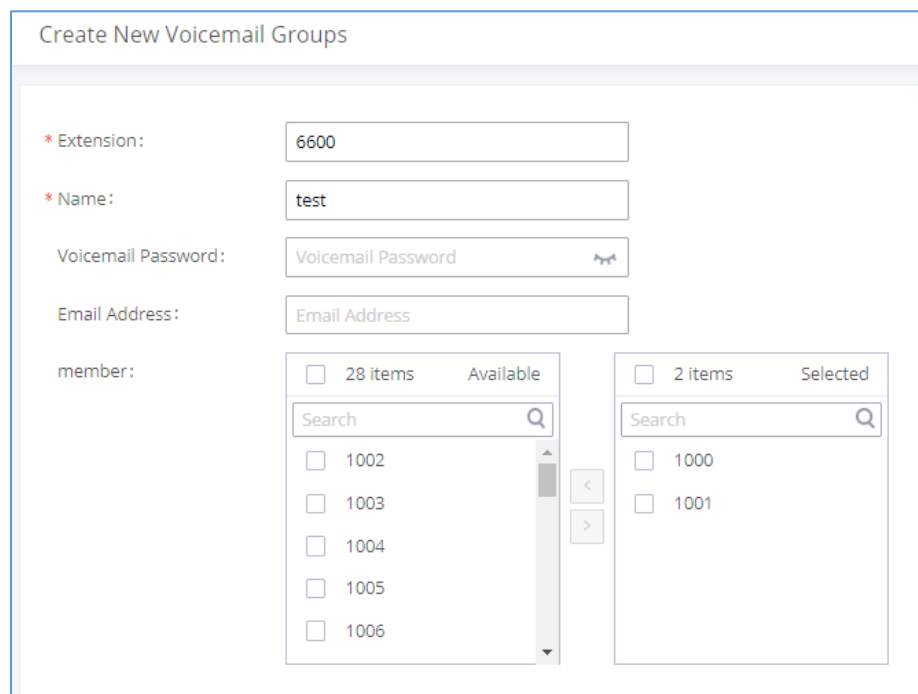 Create New Voicemail Groups
* Extension: 6600
* Name: test
Voicemail Password: Voicemail Password
Email Address: Email Address
member:
28 items Available
Search
1002
1003
1004
1005
1006
<
>
2 items Selected
Search
1000
1001